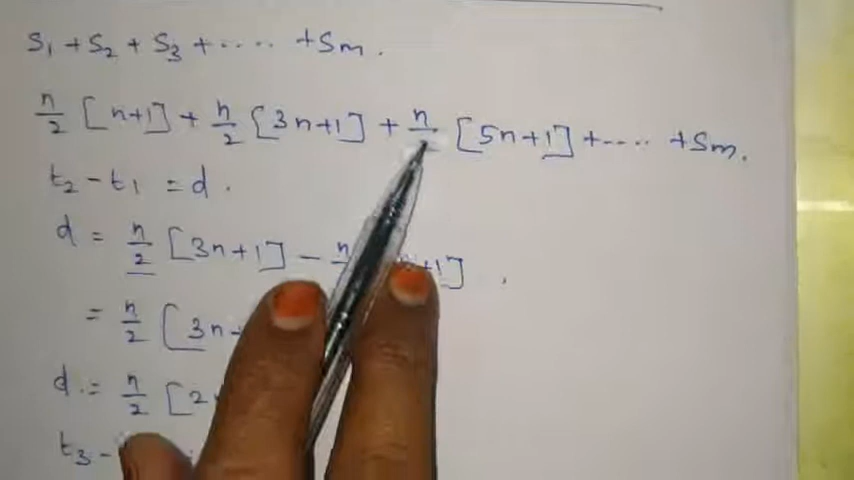 S₁ + S₂ + S₃ + ..... + Sm.
n/2 [n+1] + n/2 [3n+1] + n/2 [5n+1] + .... + Sm.
t₂ - t₁ = d.
d = n/2 [3n+1] - n +1]
= n/2 [3n
d = n/2 [2
t₃ -